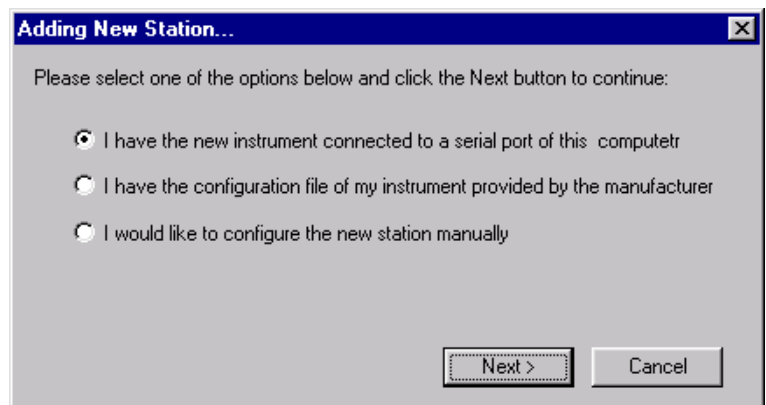 Adding New Station...
Please select one of the options below and click the Next button to continue:
I have the new instrument connected to a serial port of this  computetr
I have the configuration file of my instrument provided by the manufacturer
I would like to configure the new station manually
Next >
Cancel